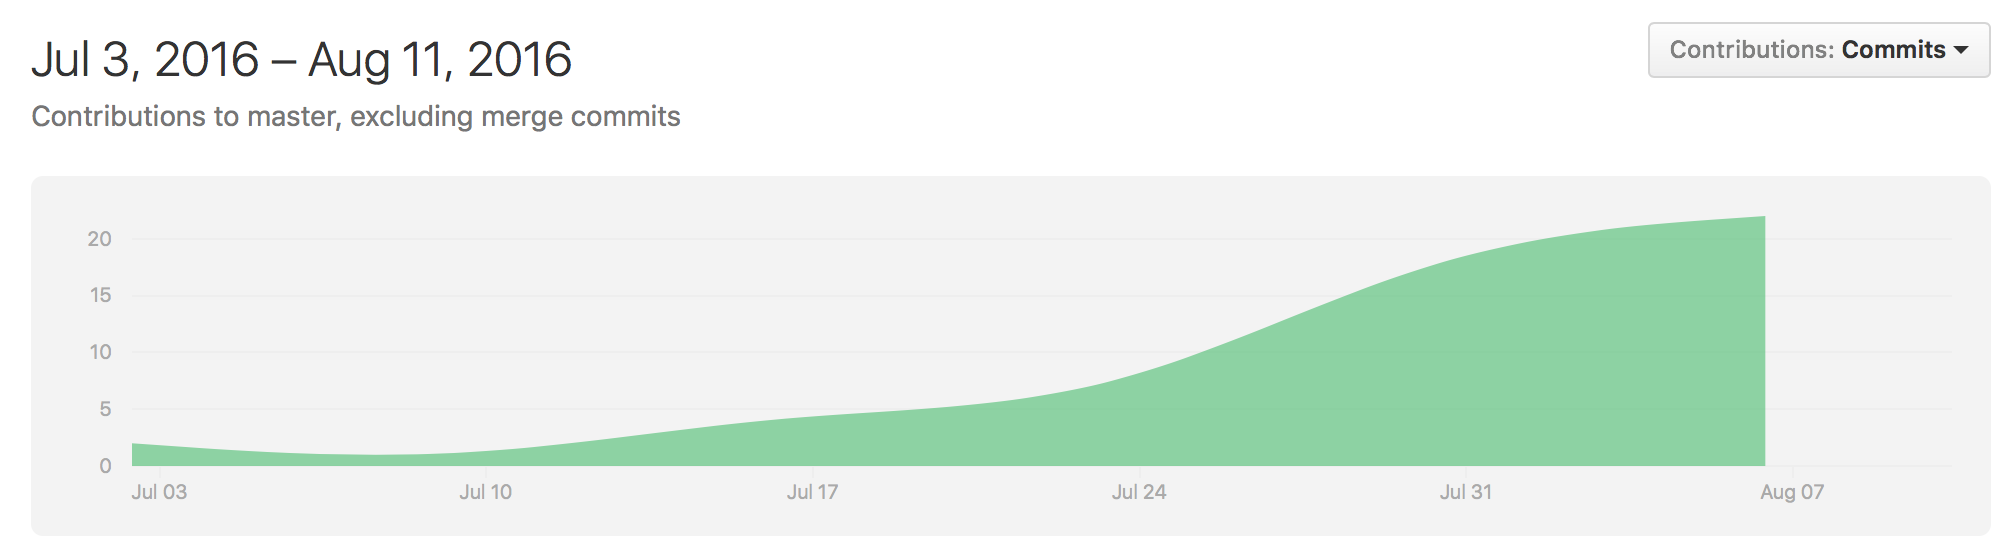 Jul 3, 2016 – Aug 11, 2016
Contributions: Commits
Contributions to master, excluding merge commits
20
15
10
5
0
Jul 03 Jul 10 Jul 17 Jul 24 Jul 31 Aug 07